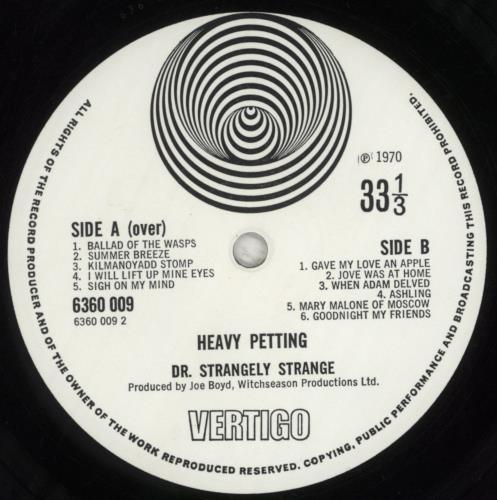 ALL RIGHTS OF THE RECORD PRODUCER AND OF THE OWNER OF THE WORK REPRODUCED RESERVED. COPYING, PUBLIC PERFORMANCE AND BROADCASTING THIS RECORD PROHIBITED.
℗ 1970
33 1/3
SIDE A (over)
1. BALLAD OF THE WASPS
2. SUMMER BREEZE
3. KILMANOYADD STOMP
4. I WILL LIFT UP MINE EYES
5. SIGH ON MY MIND
6360 009
6360 009 2
SIDE B
1. GAVE MY LOVE AN APPLE
2. JOVE WAS AT HOME
3. WHEN ADAM DELVED
4. ASHLING
5. MARY MALONE OF MOSCOW
6. GOODNIGHT MY FRIENDS
HEAVY PETTING
DR. STRANGELY STRANGE
Produced by Joe Boyd, Witchseason Productions Ltd.
VERTIGO